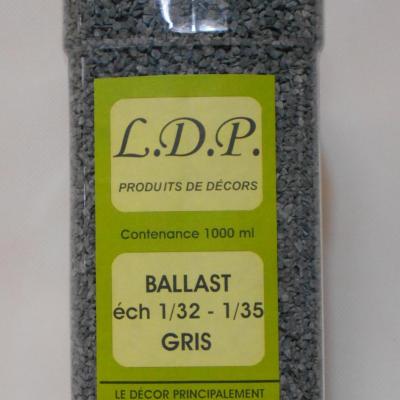 L.D.P.
PRODUITS DE DÉCORS
Contenance 1000 ml
BALLAST
éch 1/32 - 1/35
GRIS
LE DÉCOR PRINCIPALEMENT